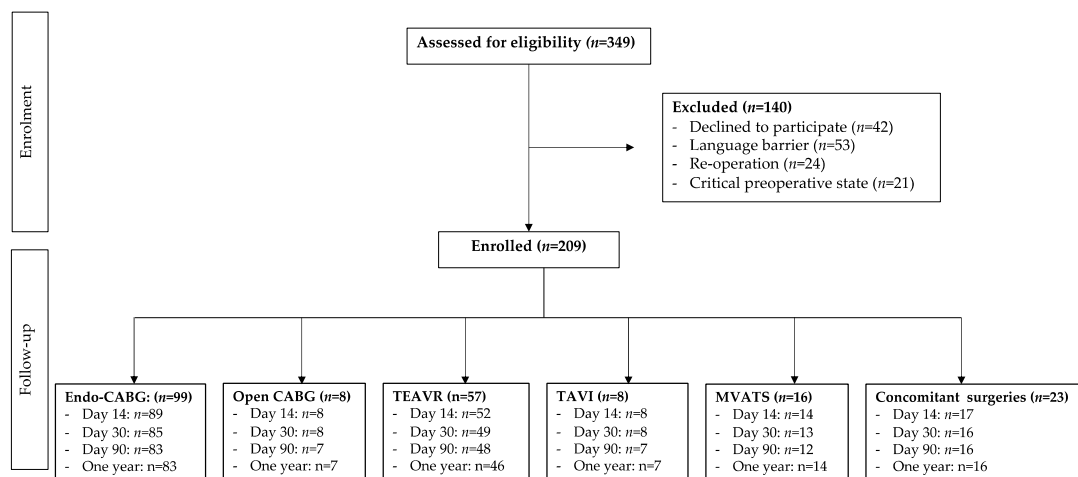 Enrolment
Assessed for eligibility (n=349)
Excluded (n=140)
- Declined to participate (n=42)
- Language barrier (n=53)
- Re-operation (n=24)
- Critical preoperative state (n=21)
Enrolled (n=209)
Follow-up
Endo-CABG: (n=99)
- Day 14: n=89
- Day 30: n=85
- Day 90: n=83
- One year: n=83
Open CABG (n=8)
- Day 14: n=8
- Day 30: n=8
- Day 90: n=7
- One year: n=7
TEAVR (n=57)
- Day 14: n=52
- Day 30: n=49
- Day 90: n=48
- One year: n=46
TAVI (n=8)
- Day 14: n=8
- Day 30: n=8
- Day 90: n=7
- One year: n=7
MVATS (n=16)
- Day 14: n=14
- Day 30: n=13
- Day 90: n=12
- One year: n=14
Concomitant surgeries (n=23)
- Day 14: n=17
- Day 30: n=16
- Day 90: n=16
- One year: n=16